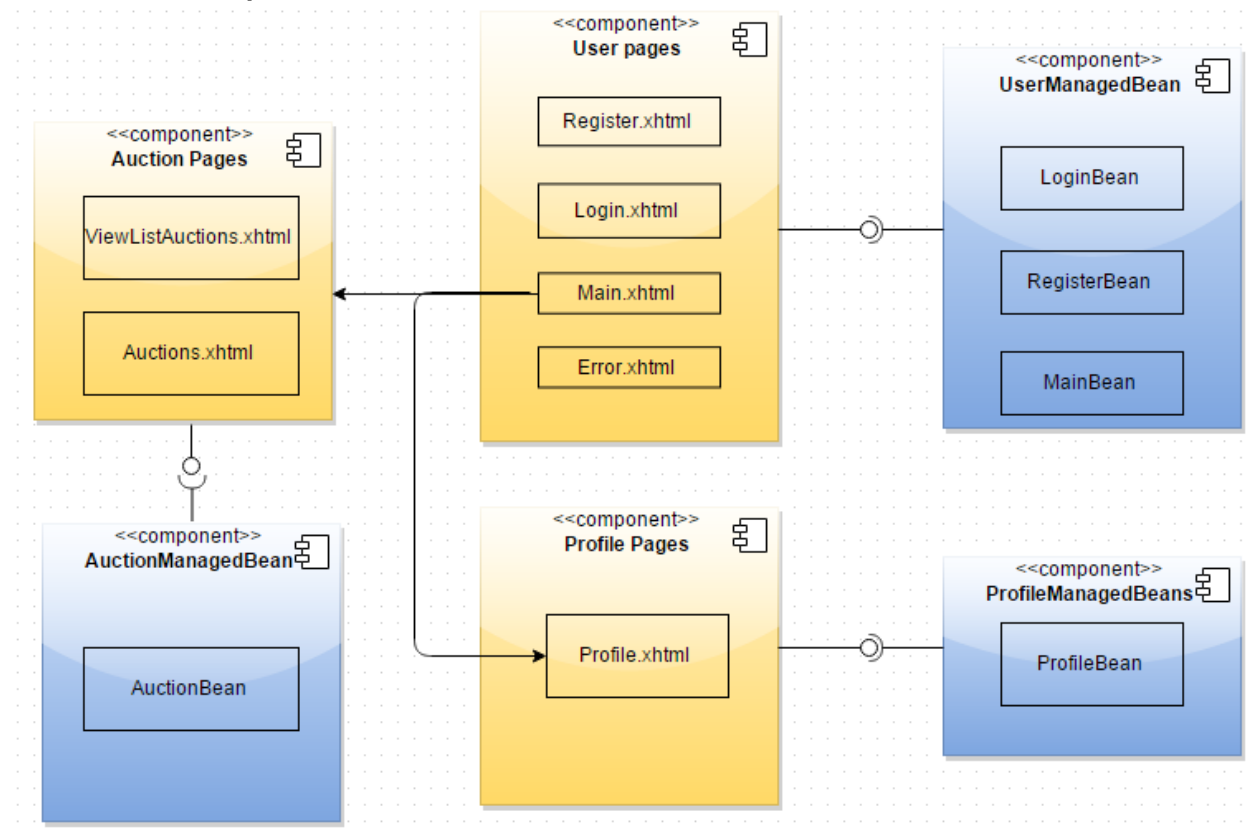 <<component>>
User pages
Register.xhtml
Login.xhtml
Main.xhtml
Error.xhtml
<<component>>
UserManagedBean
LoginBean
RegisterBean
MainBean
<<component>>
Auction Pages
ViewListAuctions.xhtml
Auctions.xhtml
<<component>>
AuctionManagedBean
AuctionBean
<<component>>
Profile Pages
Profile.xhtml
<<component>>
ProfileManagedBeans
ProfileBean